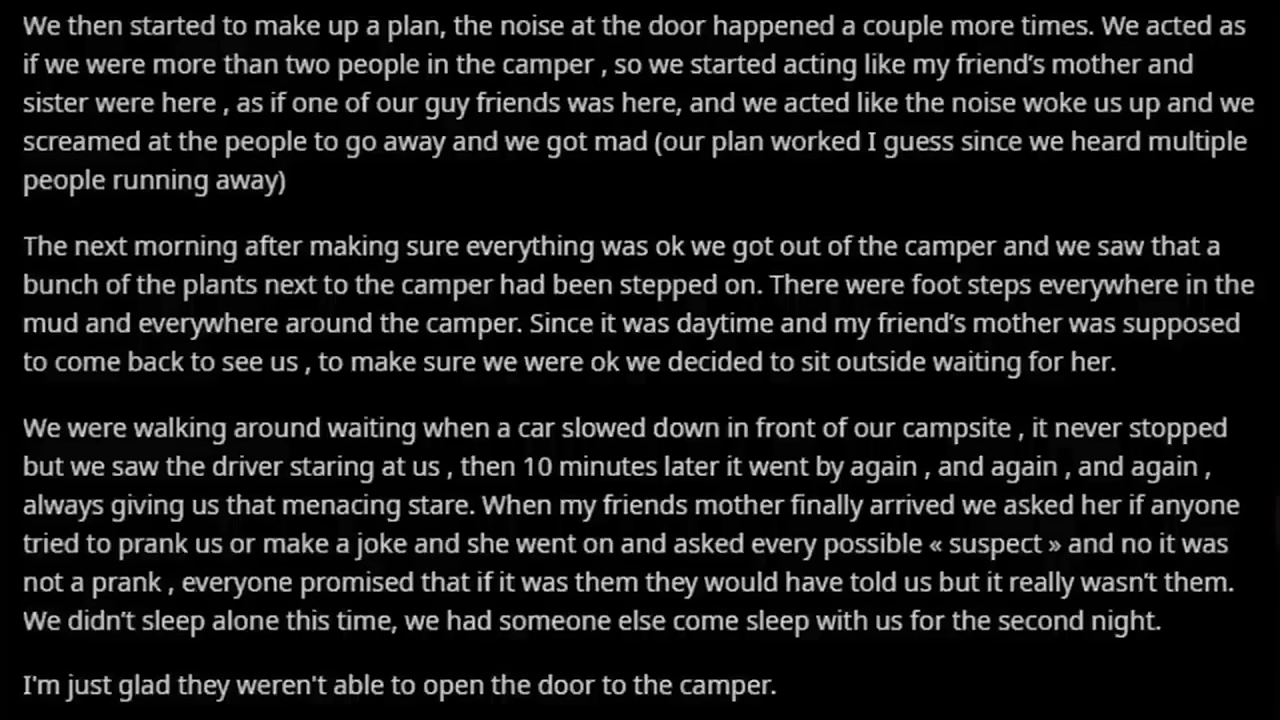 We then started to make up a plan, the noise at the door happened a couple more times. We acted as
if we were more than two people in the camper , so we started acting like my friend’s mother and
sister were here , as if one of our guy friends was here, and we acted like the noise woke us up and we
screamed at the people to go away and we got mad (our plan worked I guess since we heard multiple
people running away)
The next morning after making sure everything was ok we got out of the camper and we saw that a
bunch of the plants next to the camper had been stepped on. There were foot steps everywhere in the
mud and everywhere around the camper. Since it was daytime and my friend’s mother was supposed
to come back to see us , to make sure we were ok we decided to sit outside waiting for her.
We were walking around waiting when a car slowed down in front of our campsite , it never stopped
but we saw the driver staring at us , then 10 minutes later it went by again , and again , and again ,
always giving us that menacing stare. When my friends mother finally arrived we asked her if anyone
tried to prank us or make a joke and she went on and asked every possible « suspect » and no it was
not a prank , everyone promised that if it was them they would have told us but it really wasn’t them.
We didn’t sleep alone this time, we had someone else come sleep with us for the second night.
I'm just glad they weren't able to open the door to the camper.